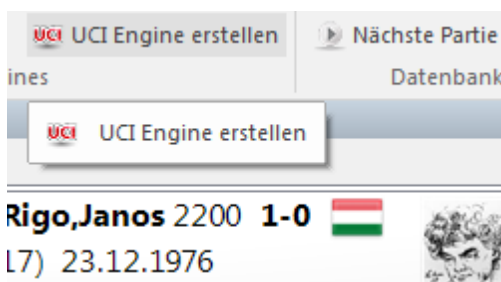 UCI UCI Engine erstellen Nächste Partie
ines Datenbank
UCI UCI Engine erstellen
Rigo,Janos 2200 1-0
17) 23.12.1976